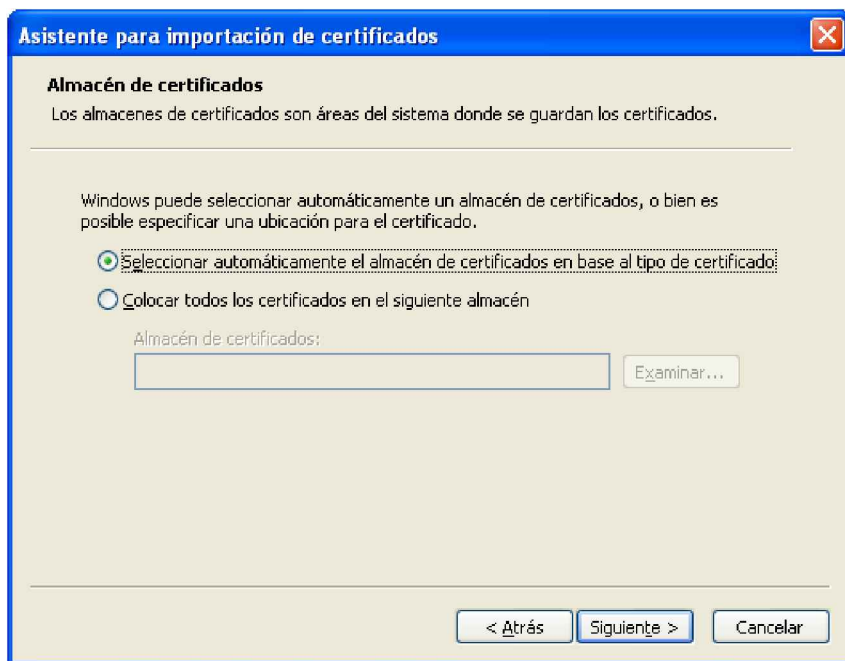 Asistente para importación de certificados
Almacén de certificados
Los almacenes de certificados son áreas del sistema donde se guardan los certificados.
Windows puede seleccionar automáticamente un almacén de certificados, o bien es
posible especificar una ubicación para el certificado.
Seleccionar automáticamente el almacén de certificados en base al tipo de certificado
Colocar todos los certificados en el siguiente almacén
Almacén de certificados:
Examinar...
< Atrás Siguiente > Cancelar